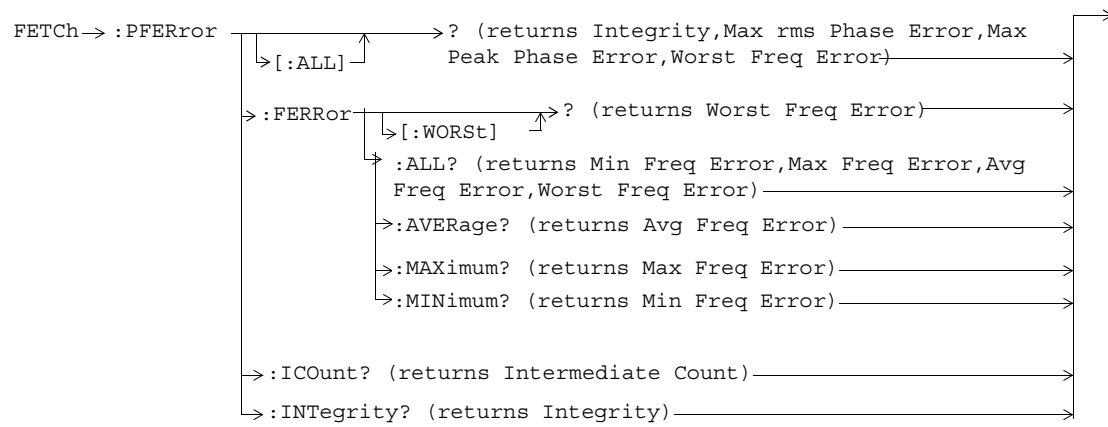 FETCh :PFERror ? (returns Integrity,Max rms Phase Error,Max
[:ALL] Peak Phase Error,Worst Freq Error)
:FERRor ? (returns Worst Freq Error)
[:WORSt]
:ALL? (returns Min Freq Error,Max Freq Error,Avg
Freq Error,Worst Freq Error)
:AVERage? (returns Avg Freq Error)
:MAXimum? (returns Max Freq Error)
:MINimum? (returns Min Freq Error)
:ICOunt? (returns Intermediate Count)
:INTegrity? (returns Integrity)